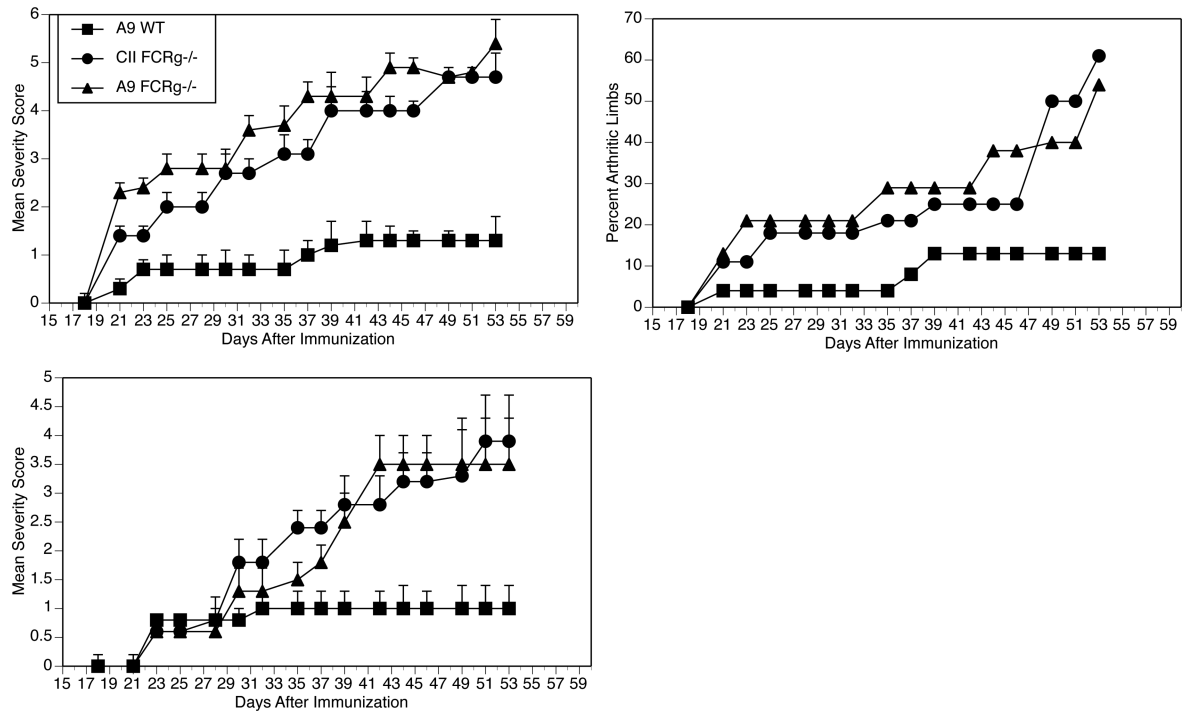 6
5
4
3
2
1
0
Mean Severity Score
A9 WT
CII FCRg-/-
A9 FCRg-/-
15 17 19 21 23 25 27 29 31 33 35 37 39 41 43 45 47 49 51 53 55 57 59
Days After Immunization
70
60
50
40
30
20
10
0
Percent Arthritic Limbs
15 17 19 21 23 25 27 29 31 33 35 37 39 41 43 45 47 49 51 53 55 57 59
Days After Immunization
5
4.5
4
3.5
3
2.5
2
1.5
1
0.5
0
Mean Severity Score
15 17 19 21 23 25 27 29 31 33 35 37 39 41 43 45 47 49 51 53 55 57 59
Days After Immunization